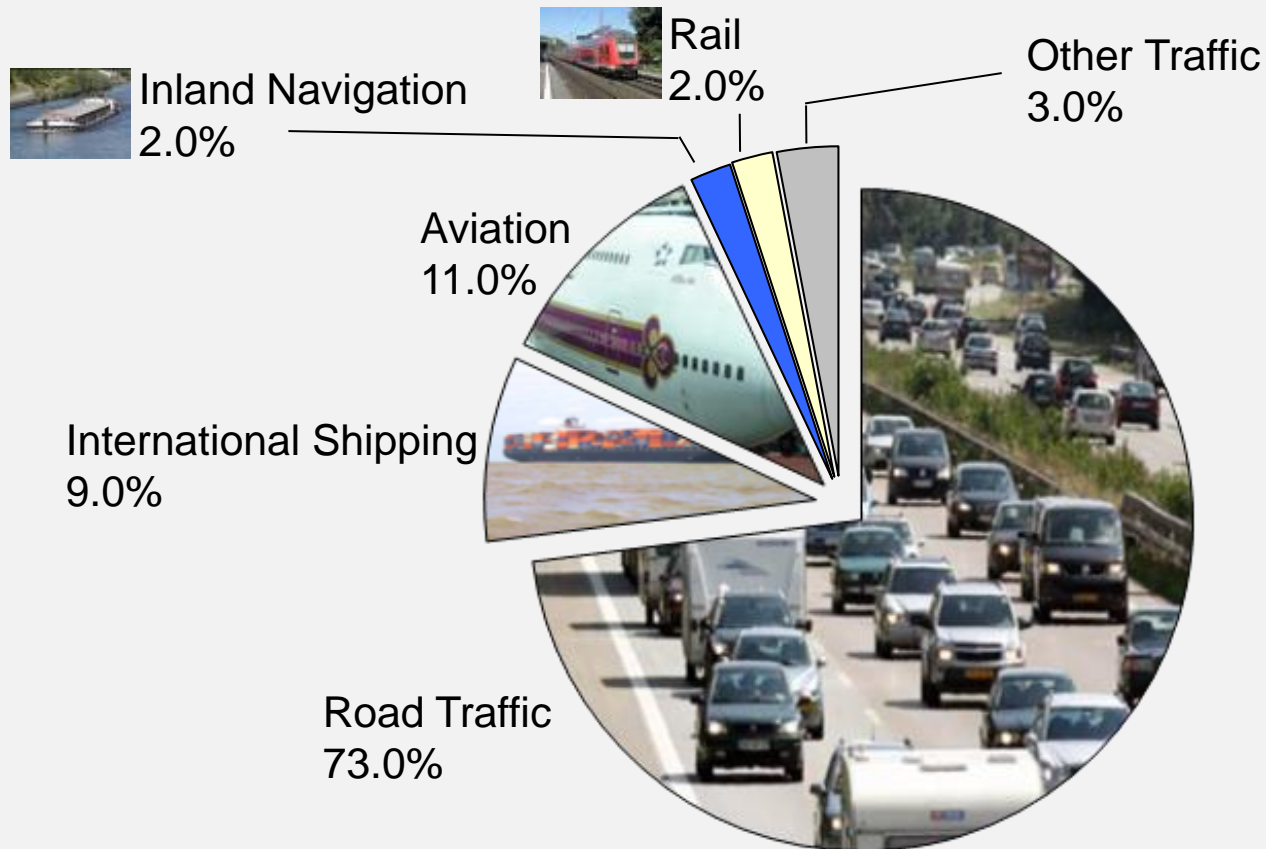 Rail
2.0%
Other Traffic
3.0%
Inland Navigation
2.0%
Aviation
11.0%
International Shipping
9.0%
Road Traffic
73.0%